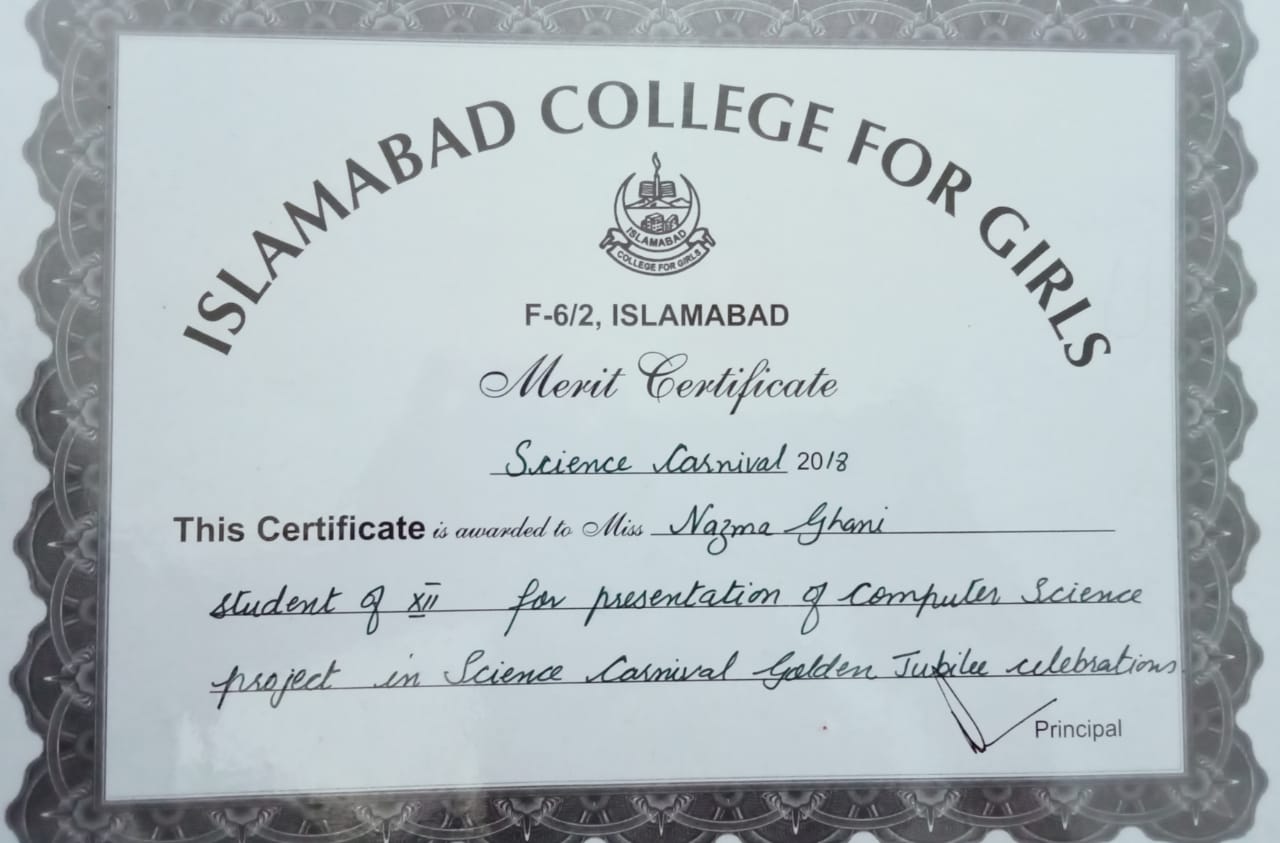 ISLAMABAD COLLEGE FOR GIRLS
ISLAMABAD
COLLEGE FOR GIRLS
F-6/2, ISLAMABAD
Merit Certificate
Science Carnival 2018
This Certificate is awarded to Miss Nazma Ghani
student of XII for presentation of Computer Science
project in Science Carnival Golden Jubilee celebrations
Principal